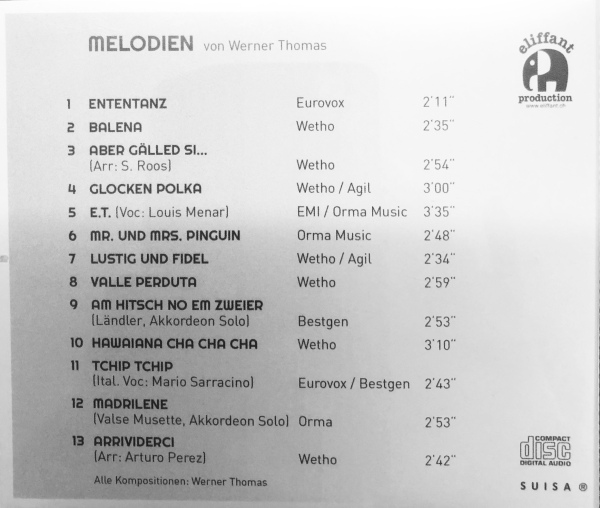 MELODIEN von Werner Thomas
eliffant
production
www.eliffant.ch
1 ENTENTANZ Eurovox 2'11"
2 BALENA Wetho 2'35"
3 ABER GÄLLED SI...
(Arr: S. Roos) Wetho 2'54"
4 GLOCKEN POLKA Wetho / Agil 3'00"
5 E.T. (Voc: Louis Menar) EMI / Orma Music 3'35"
6 MR. UND MRS. PINGUIN Orma Music 2'48"
7 LUSTIG UND FIDEL Wetho / Agil 2'34"
8 VALLE PERDUTA Wetho 2'59"
9 AM HITSCH NO EM ZWEIER
(Ländler, Akkordeon Solo) Bestgen 2'53"
10 HAWAIANA CHA CHA CHA Wetho 3'10"
11 TCHIP TCHIP
(Ital. Voc: Mario Sarracino) Eurovox / Bestgen 2'43"
12 MADRILENE
(Valse Musette, Akkordeon Solo) Orma 2'53"
13 ARRIVIDERCI
(Arr: Arturo Perez) Wetho 2'42"
Alle Kompositionen: Werner Thomas
COMPACT
disc
DIGITAL AUDIO
SUISA ®